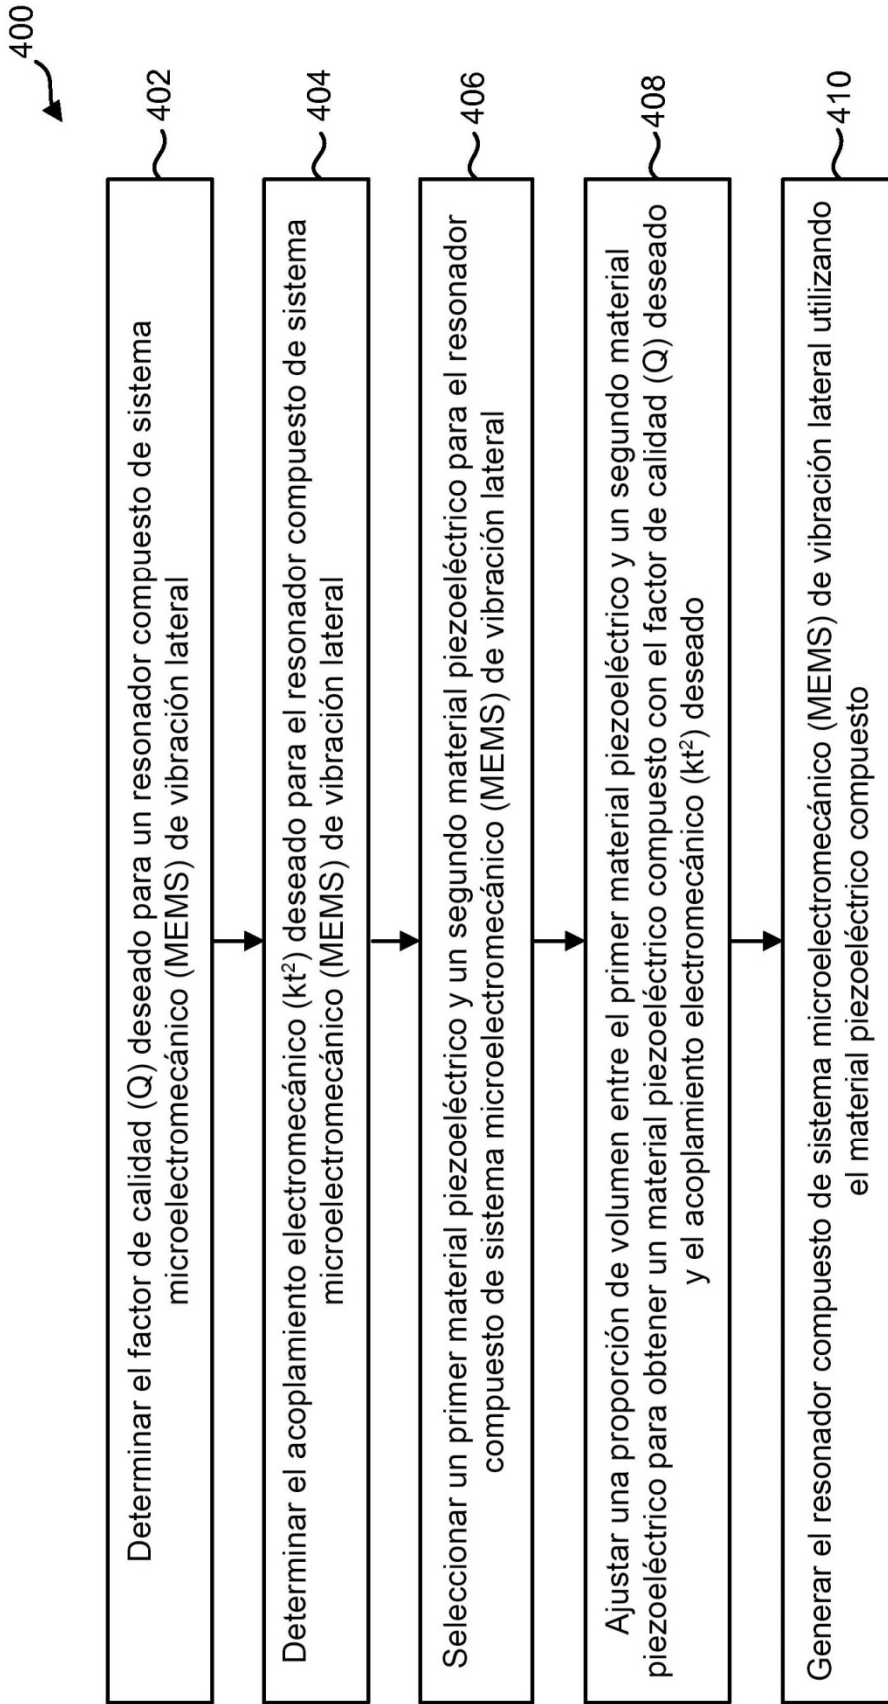 400
Determinar el factor de calidad (Q) deseado para un resonador compuesto de sistema
microelectromecánico (MEMS) de vibración lateral
402
Determinar el acoplamiento electromecánico (kt²) deseado para el resonador compuesto de sistema
microelectromecánico (MEMS) de vibración lateral
404
Seleccionar un primer material piezoeléctrico y un segundo material piezoeléctrico para el resonador
compuesto de sistema microelectromecánico (MEMS) de vibración lateral
406
Ajustar una proporción de volumen entre el primer material piezoeléctrico y un segundo material
piezoeléctrico para obtener un material piezoeléctrico compuesto con el factor de calidad (Q) deseado
y el acoplamiento electromecánico (kt²) deseado
408
Generar el resonador compuesto de sistema microelectromecánico (MEMS) de vibración lateral utilizando
el material piezoeléctrico compuesto
410